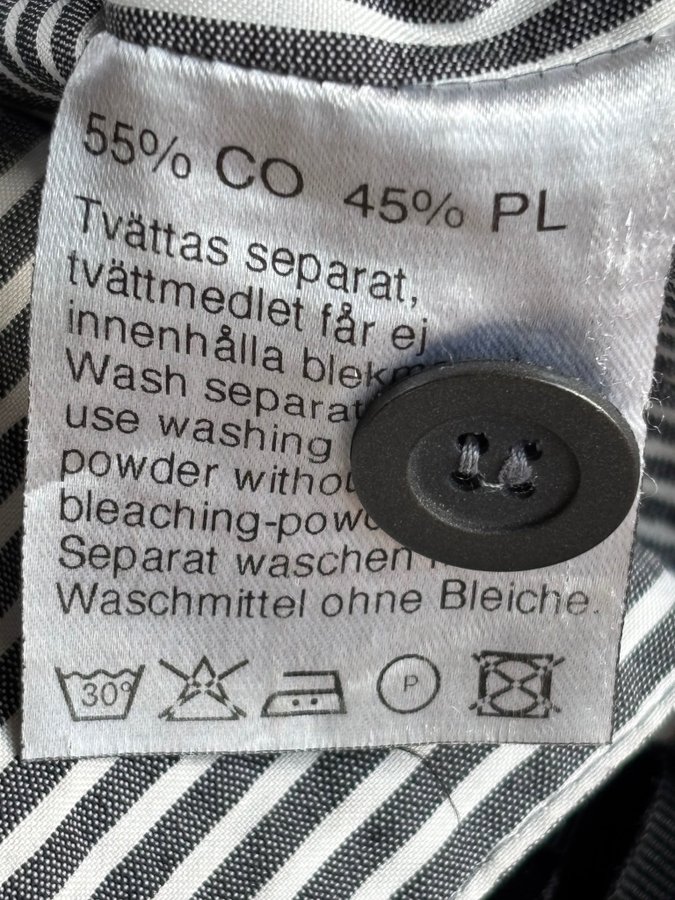 55% CO 45% PL
Tvättas separat,
tvättmedlet får ej
innenhålla
Wash
use washing
powder
Separat waschen
Waschmittel ohne Bleiche.
30°
P